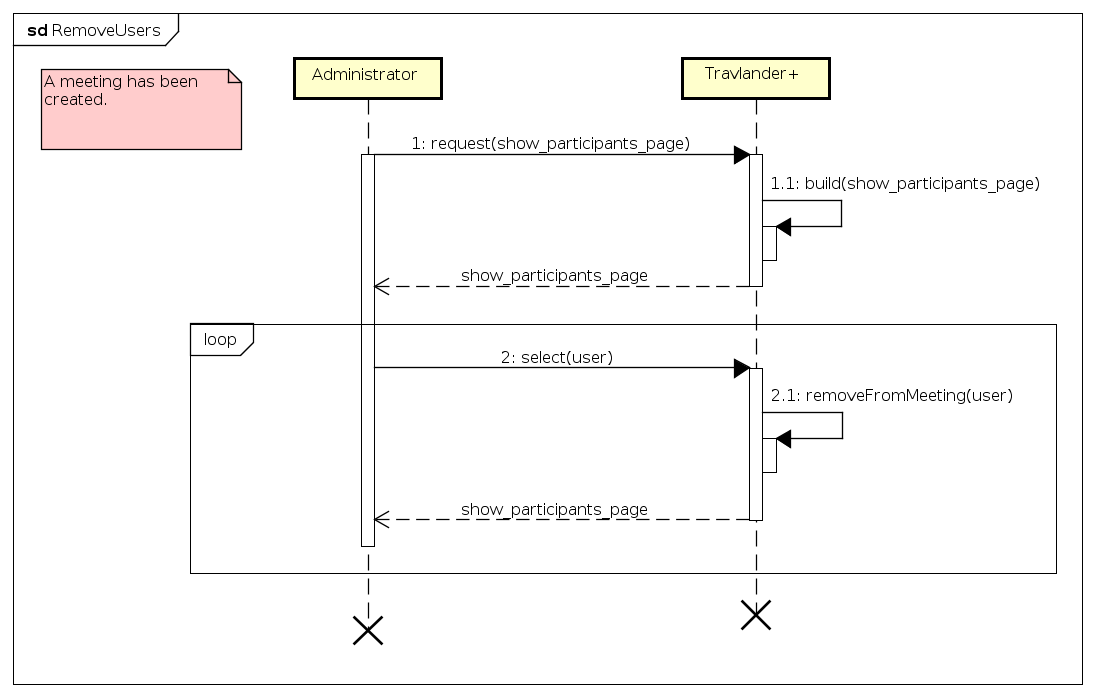 sd RemoveUsers
A meeting has been
created.
Administrator
Travlander+
1: request(show_participants_page)
1.1: build(show_participants_page)
show_participants_page
loop
2: select(user)
2.1: removeFromMeeting(user)
show_participants_page